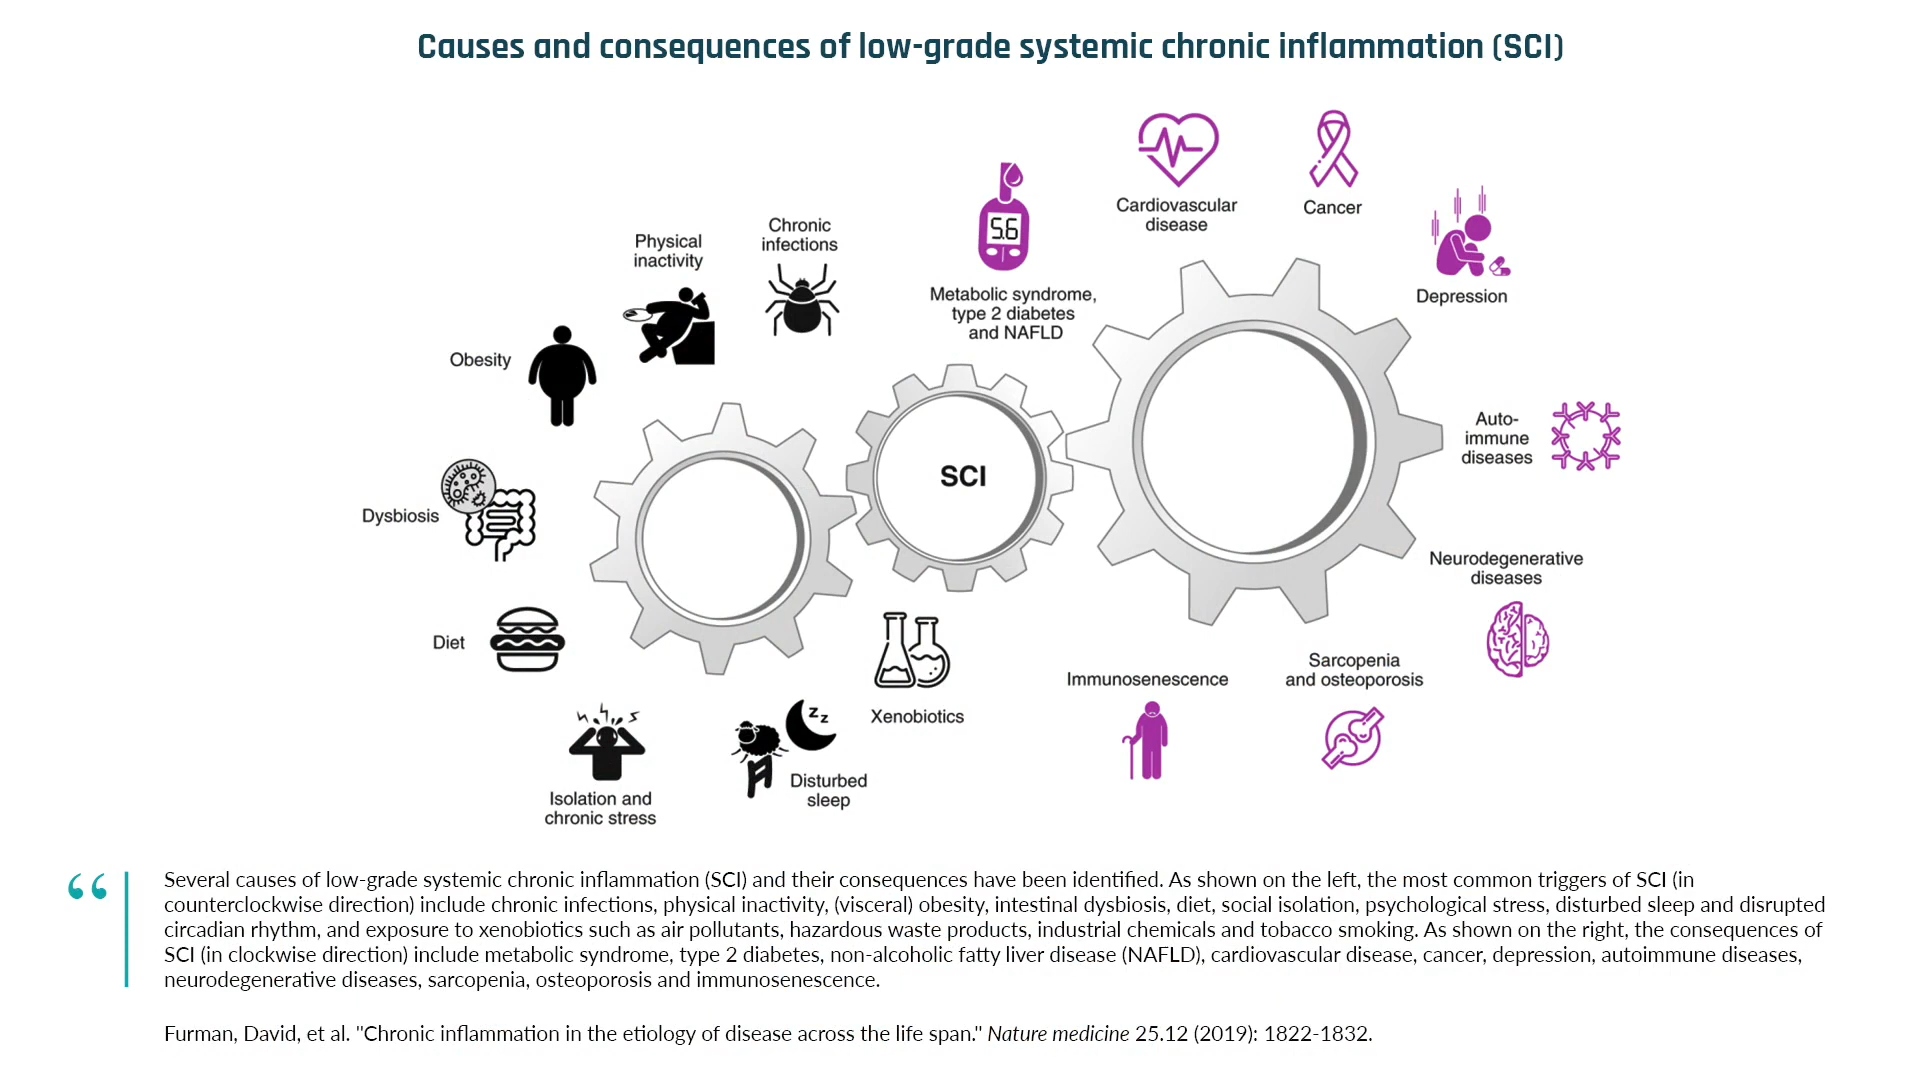 Causes and consequences of low-grade systemic chronic inflammation (SCI)
Chronic
infections
Physical
inactivity
Obesity
Dysbiosis
Diet
Isolation and
chronic stress
Disturbed
sleep
zz
Xenobiotics
SCI
5.6
Metabolic syndrome,
type 2 diabetes
and NAFLD
Cardiovascular
disease
Cancer
Depression
Auto-
immune
diseases
Neurodegenerative
diseases
Sarcopenia
and osteoporosis
Immunosenescence
“
Several causes of low-grade systemic chronic inflammation (SCI) and their consequences have been identified. As shown on the left, the most common triggers of SCI (in
counterclockwise direction) include chronic infections, physical inactivity, (visceral) obesity, intestinal dysbiosis, diet, social isolation, psychological stress, disturbed sleep and disrupted
circadian rhythm, and exposure to xenobiotics such as air pollutants, hazardous waste products, industrial chemicals and tobacco smoking. As shown on the right, the consequences of
SCI (in clockwise direction) include metabolic syndrome, type 2 diabetes, non-alcoholic fatty liver disease (NAFLD), cardiovascular disease, cancer, depression, autoimmune diseases,
neurodegenerative diseases, sarcopenia, osteoporosis and immunosenescence.
Furman, David, et al. "Chronic inflammation in the etiology of disease across the life span." Nature medicine 25.12 (2019): 1822-1832.